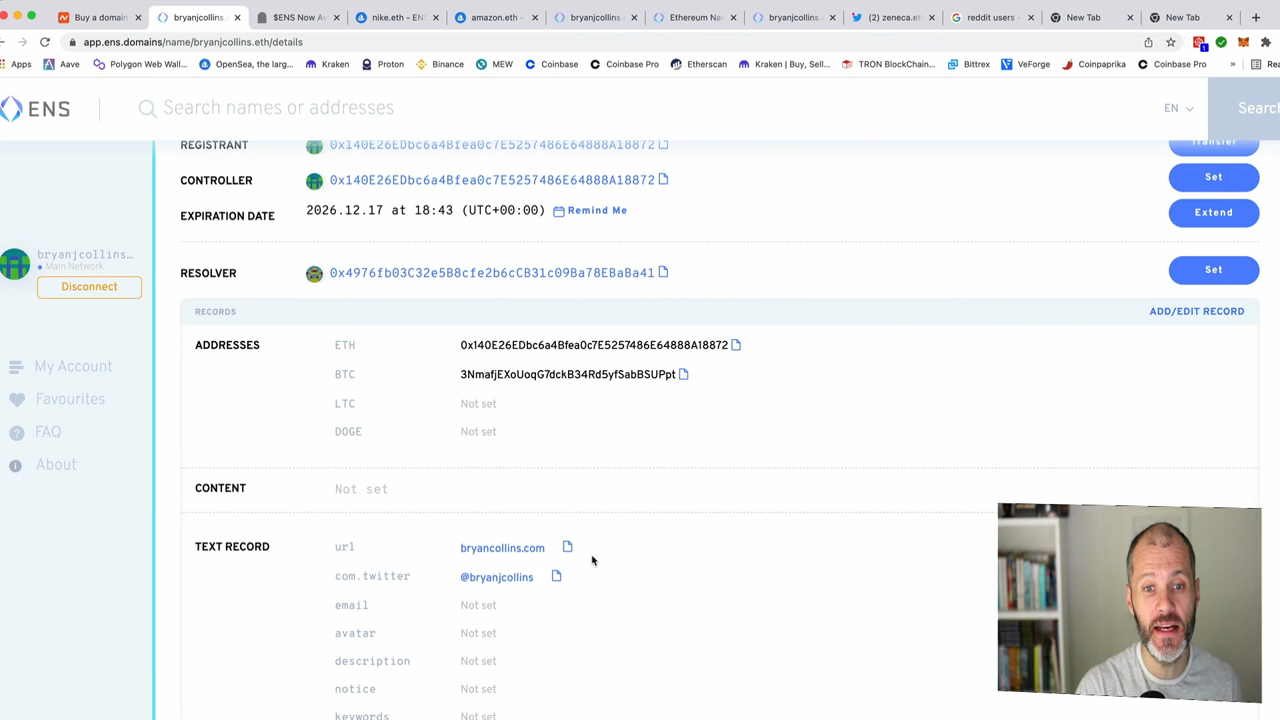 Buy a domain
bryanjcollins.
$ENS Now Av
nike.eth - EN
amazon.eth -
bryanjcollins.
Ethereum Nar
bryanjcollins.
(2) zeneca.et
reddit users -
New Tab
New Tab
app.ens.domains/name/bryanjcollins.eth/details
1
Apps
Aave
Polygon Web Wall...
OpenSea, the larg...
Kraken
Proton
Binance
MEW
Coinbase
Coinbase Pro
Etherscan
Kraken | Buy, Sell...
TRON BlockChain...
Bittrex
VeForge
Coinpaprika
Coinbase Pro
»
Rea
ENS
Search names or addresses
EN
Search
REGISTRANT 0x140E26EDbc6a4Bfea0c7E5257486E64888A18872 Transfer
CONTROLLER 0x140E26EDbc6a4Bfea0c7E5257486E64888A18872 Set
EXPIRATION DATE 2026.12.17 at 18:43 (UTC+00:00) Remind Me Extend
bryanjcollins...
Main Network
Disconnect
My Account
Favourites
FAQ
About
RESOLVER 0x4976fb03C32e5B8cfe2b6cCB31c09Ba78EBaBa41 Set
RECORDS ADD/EDIT RECORD
ADDRESSES ETH 0x140E26EDbc6a4Bfea0c7E5257486E64888A18872
BTC 3NmafjEXoUoqG7dckB34Rd5yfSabBSUPpt
LTC Not set
DOGE Not set
CONTENT Not set
TEXT RECORD url bryancollins.com
com.twitter @bryanjcollins
email Not set
avatar Not set
description Not set
notice Not set
keywords Not set